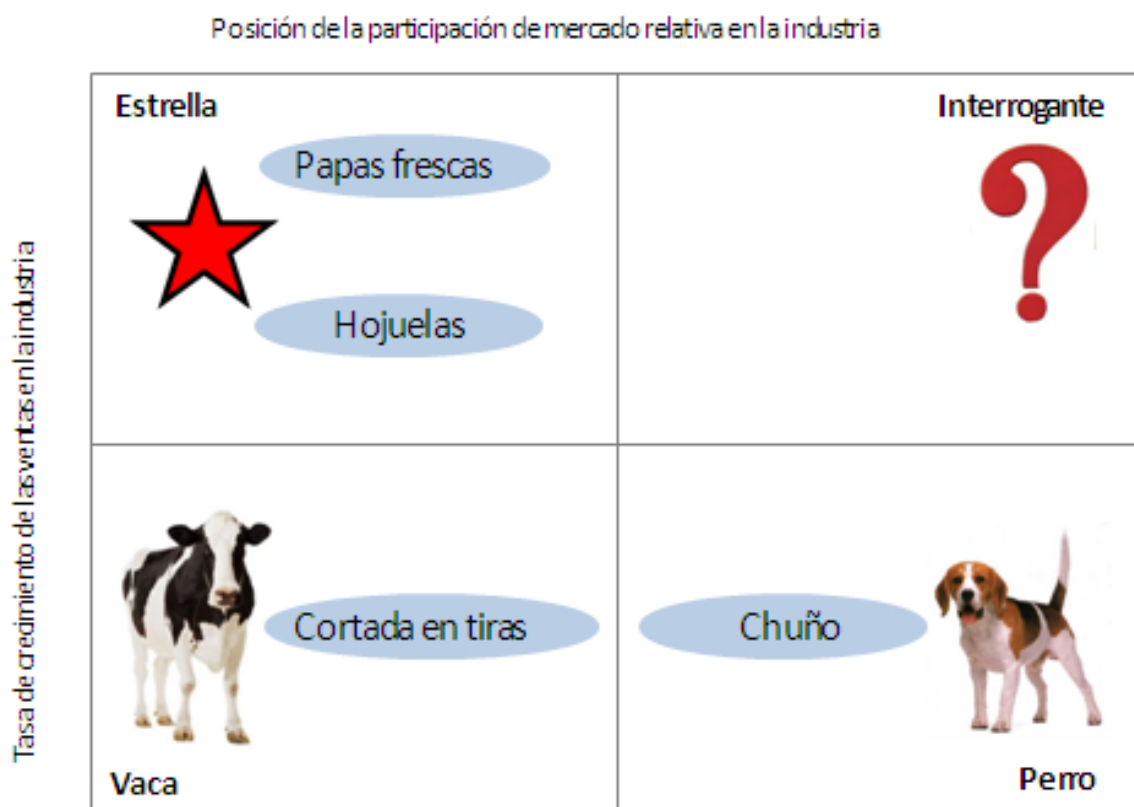 Posición de la participación de mercado relativa en la industria
Estrella
Interrogante
Papas frescas
Hojuelas
Tasa de crecimiento de las ventas en la industria
Cortada en tiras
Chuño
Vaca
Perro